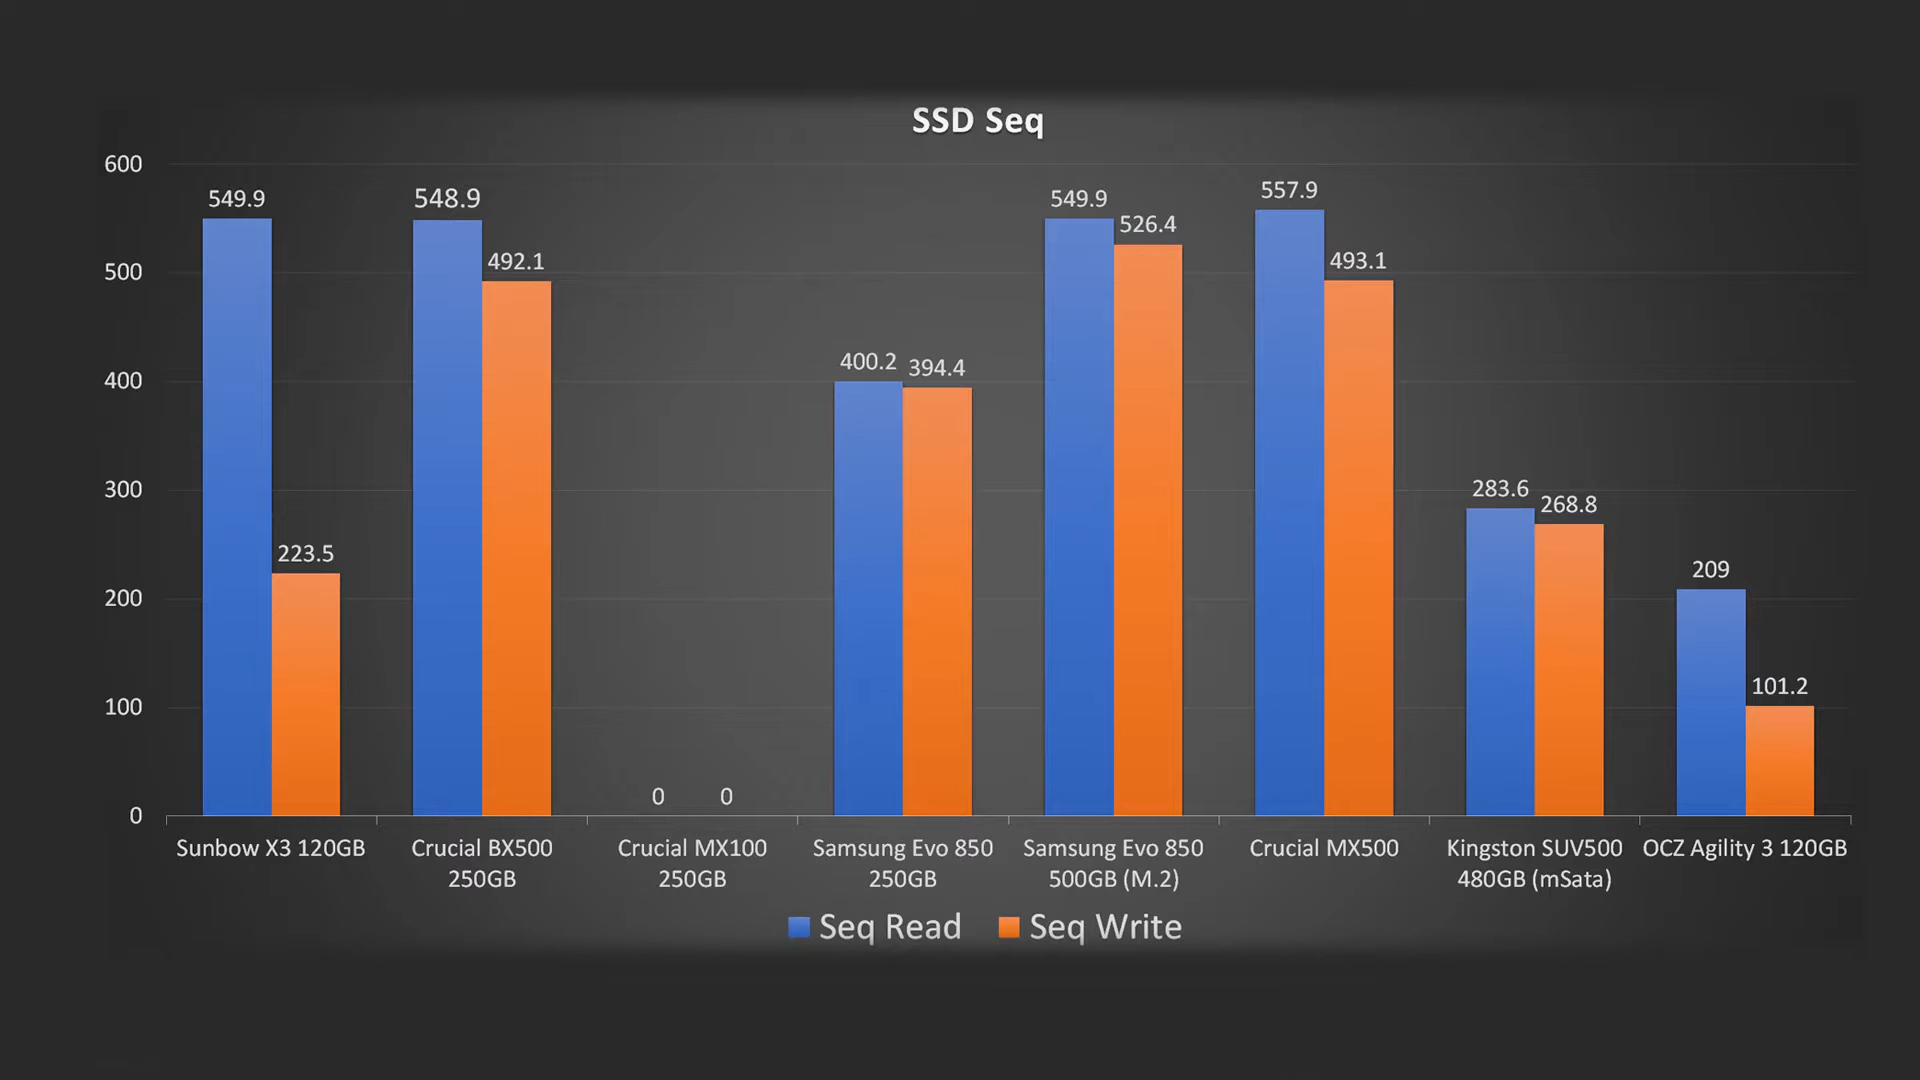 SSD Seq
600
500
400
300
200
100
0
549.9
223.5
548.9
492.1
0 0
400.2 394.4
549.9
526.4
557.9
493.1
283.6
268.8
209
101.2
Sunbow X3 120GB
Crucial BX500
250GB
Crucial MX100
250GB
Samsung Evo 850
250GB
Samsung Evo 850
500GB (M.2)
Crucial MX500
Kingston SUV500
480GB (mSata)
OCZ Agility 3 120GB
Seq Read Seq Write